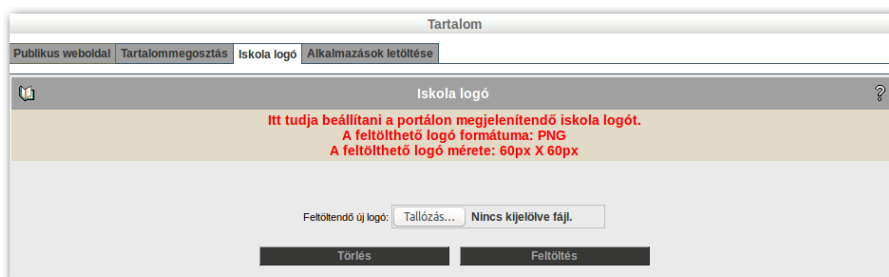 Tartalom
Publikus weboldal Tartalommegosztás Iskola logó Alkalmazások letöltése
Iskola logó ?
Itt tudja beállítani a portálon megjelenítendő iskola logót.
A feltölthető logó formátuma: PNG
A feltölthető logó mérete: 60px X 60px
Feltöltendő új logó: Tallózás... Nincs kijelölve fájl.
Törlés Feltöltés